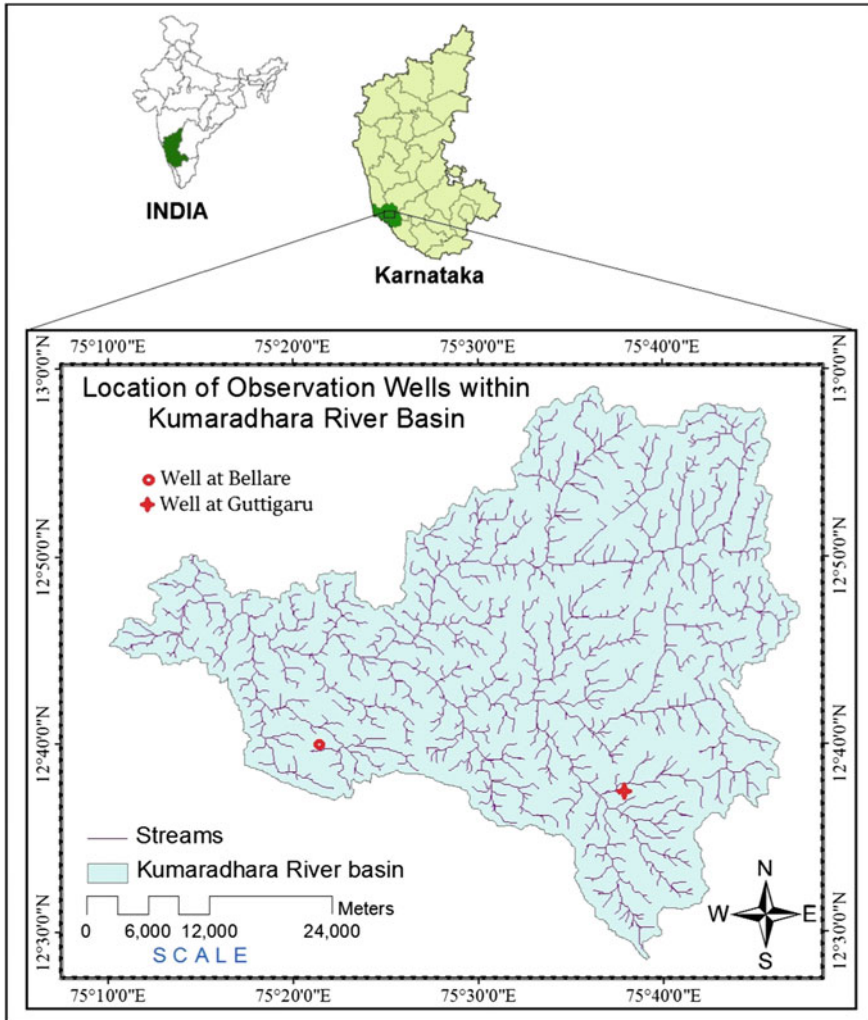 INDIA
Karnataka
75°10'0"E 75°20'0"E 75°30'0"E 75°40'0"E
13°0'0"N 13°0'0"N
Location of Observation Wells within
Kumaradhara River Basin
Well at Bellare
Well at Guttigaru
12°50'0"N 12°50'0"N
12°40'0"N 12°40'0"N
Streams
Kumaradhara River basin
Meters
0 6,000 12,000 24,000
SCALE
N
W E
S
12°30'0"N 12°30'0"N
75°10'0"E 75°20'0"E 75°30'0"E 75°40'0"E